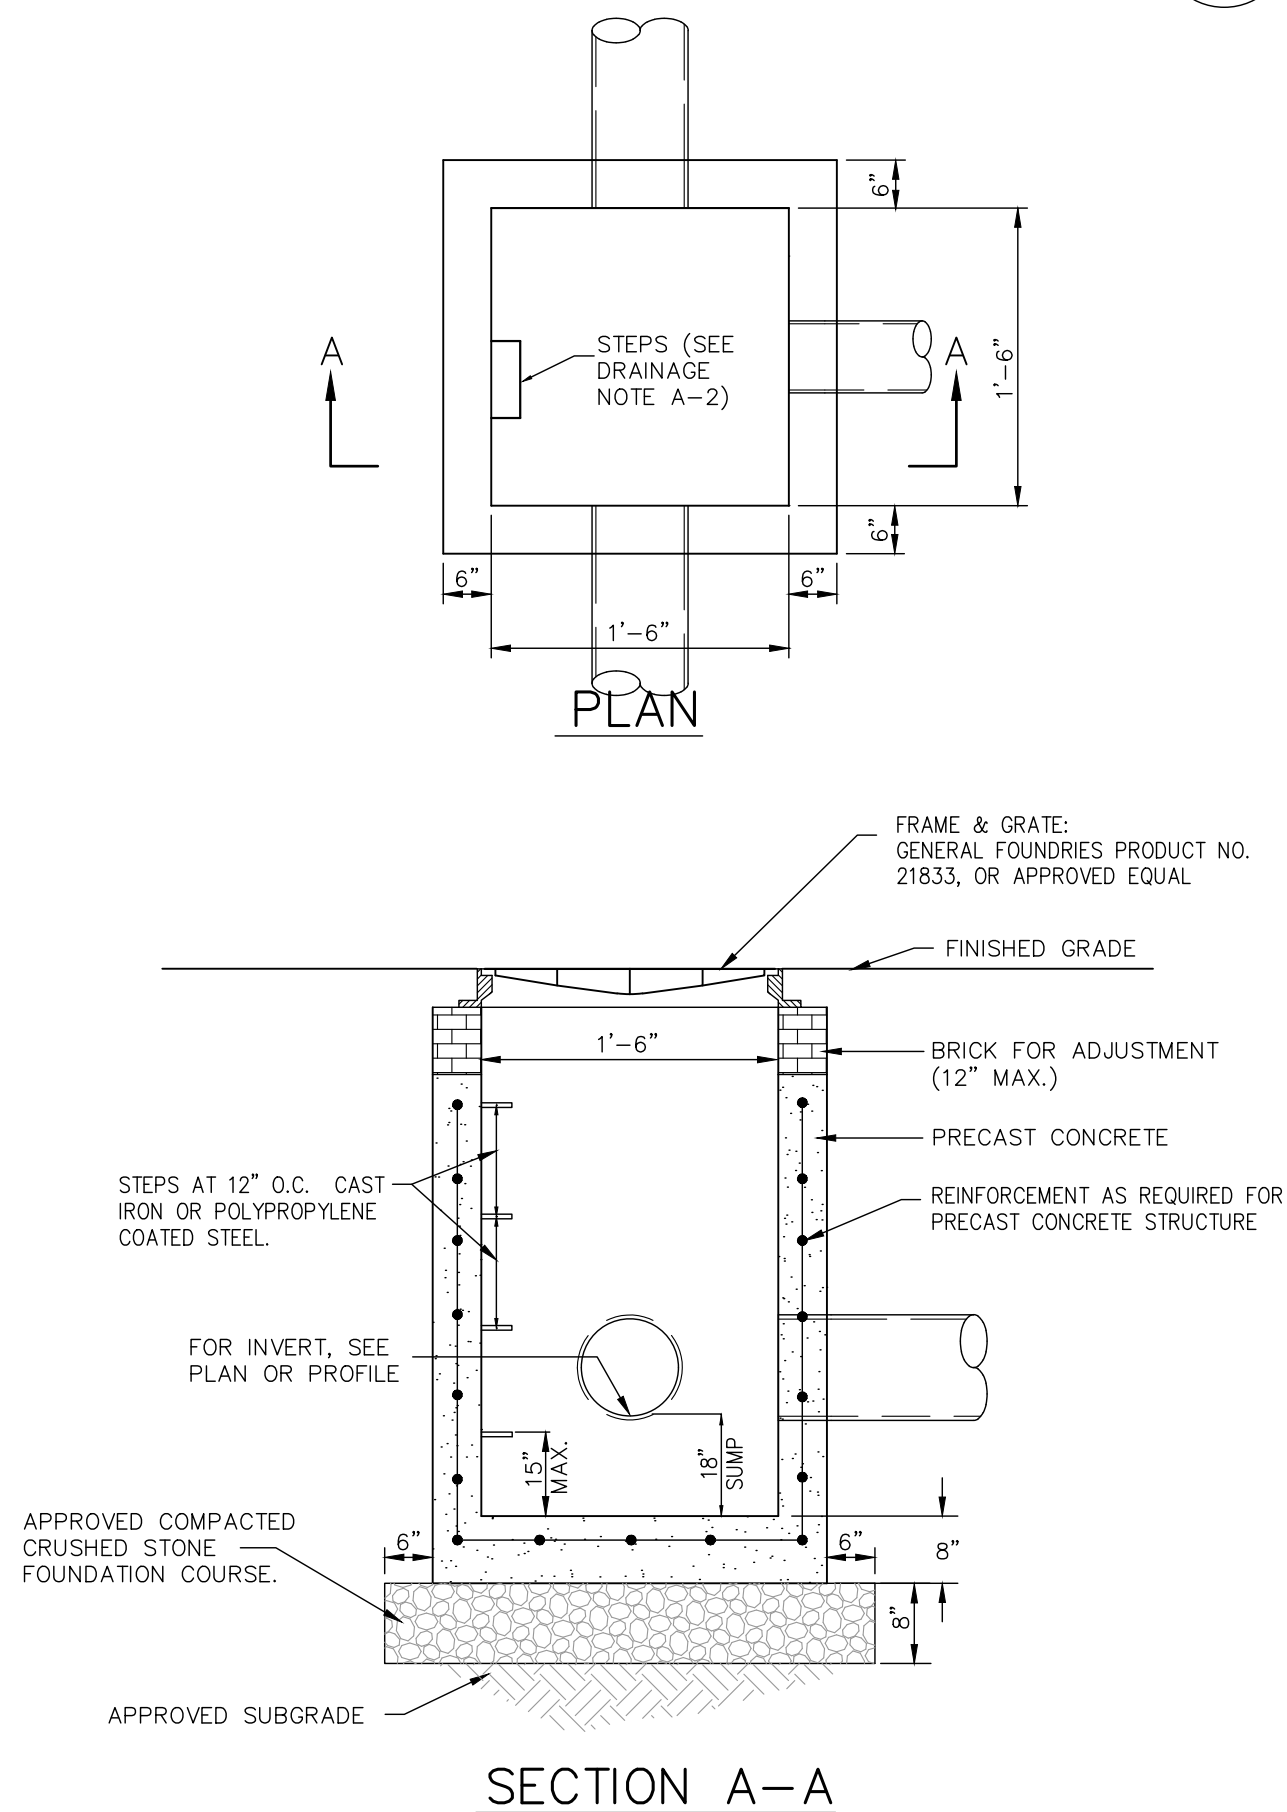 6"
A
STEPS (SEE
DRAINAGE
NOTE A-2)
A
1'-6"
6"
6"
6"
1'-6"
PLAN
FRAME & GRATE:
GENERAL FOUNDRIES PRODUCT NO.
21833, OR APPROVED EQUAL
FINISHED GRADE
1'-6"
BRICK FOR ADJUSTMENT
(12" MAX.)
PRECAST CONCRETE
STEPS AT 12" O.C. CAST
IRON OR POLYPROPYLENE
COATED STEEL.
REINFORCEMENT AS REQUIRED FOR
PRECAST CONCRETE STRUCTURE
FOR INVERT, SEE
PLAN OR PROFILE
15"
MAX.
18"
SUMP
APPROVED COMPACTED
CRUSHED STONE
FOUNDATION COURSE.
6"
6"
8"
8"
APPROVED SUBGRADE
SECTION A-A